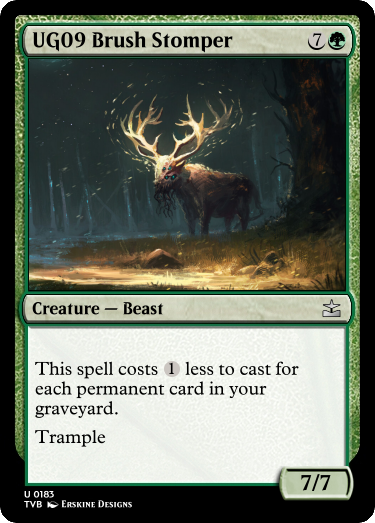 UG09 Brush Stomper 7
Creature — Beast
This spell costs 1 less to cast for
each permanent card in your
graveyard.
Trample
7/7
U 0183
TVB Erskine Designs